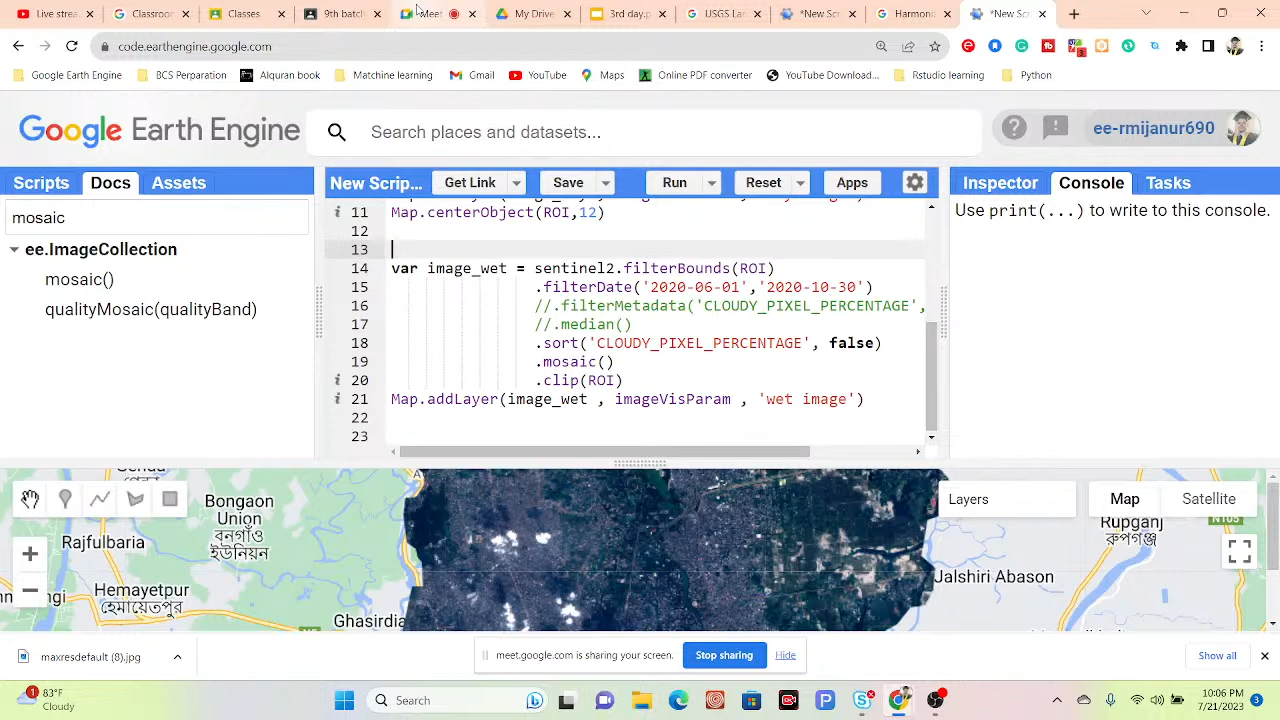 Live strea
Classroom
Classes
9th batch
Meet
My Drive
3rd day.p
USGS La
*New Scr
Harmoni
*New Scr
code.earthengine.google.com
Google Earth Engine
BCS Perparation
Alquran book
Matchine learning
Gmail
YouTube
Maps
Online PDF converter
YouTube Download...
Rstudio learning
Python
Google Earth Engine
Search places and datasets...
ee-rmijanur690
Scripts
Docs
Assets
New Scrip...
Get Link
Save
Run
Reset
Apps
Inspector
Console
Tasks
mosaic
ee.ImageCollection
mosaic()
qualityMosaic(qualityBand)
i 11 Map.centerObject(ROI,12)
12
13
14 var image_wet = sentinel2.filterBounds(ROI)
15 .filterDate('2020-06-01','2020-10-30')
16 //.filterMetadata('CLOUDY_PIXEL_PERCENTAGE',
17 //.median()
18 .sort('CLOUDY_PIXEL_PERCENTAGE', false)
19 .mosaic()
i 20 .clip(ROI)
i 21 Map.addLayer(image_wet , imageVisParam , 'wet image')
22
23
Use print(...) to write to this console.
Layers
Map
Satellite
Bongaon
Union
বনগাঁও
ইউনিয়ন
Rajfulbaria
Hemayetpur
হেমায়েতপুর
Ghasirdia
Rupganj
রূপগঞ্জ
N105
Jalshiri Abason
maxresdefault (8).jpg
meet.google.com is sharing your screen.
Stop sharing
Hide
Show all
1
83°F
Cloudy
Search
10:06 PM
7/21/2023
3